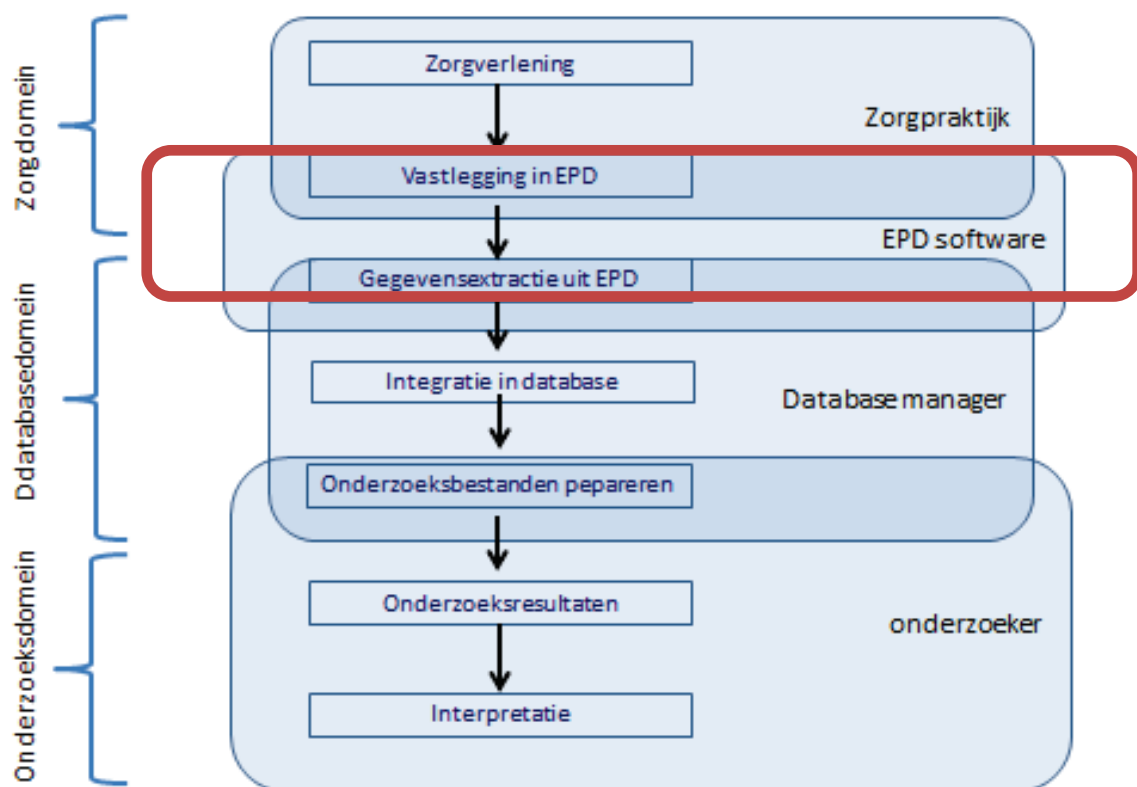 Zorgdomein
Zorgverlening
Zorgpraktijk
Vastlegging in EPD
EPD software
Ddatabasedomein
Gegevensextractie uit EPD
Integratie in database
Database manager
Onderzoeksbestanden pepareren
Onderzoeksdomein
Onderzoeksresultaten
onderzoeker
Interpretatie